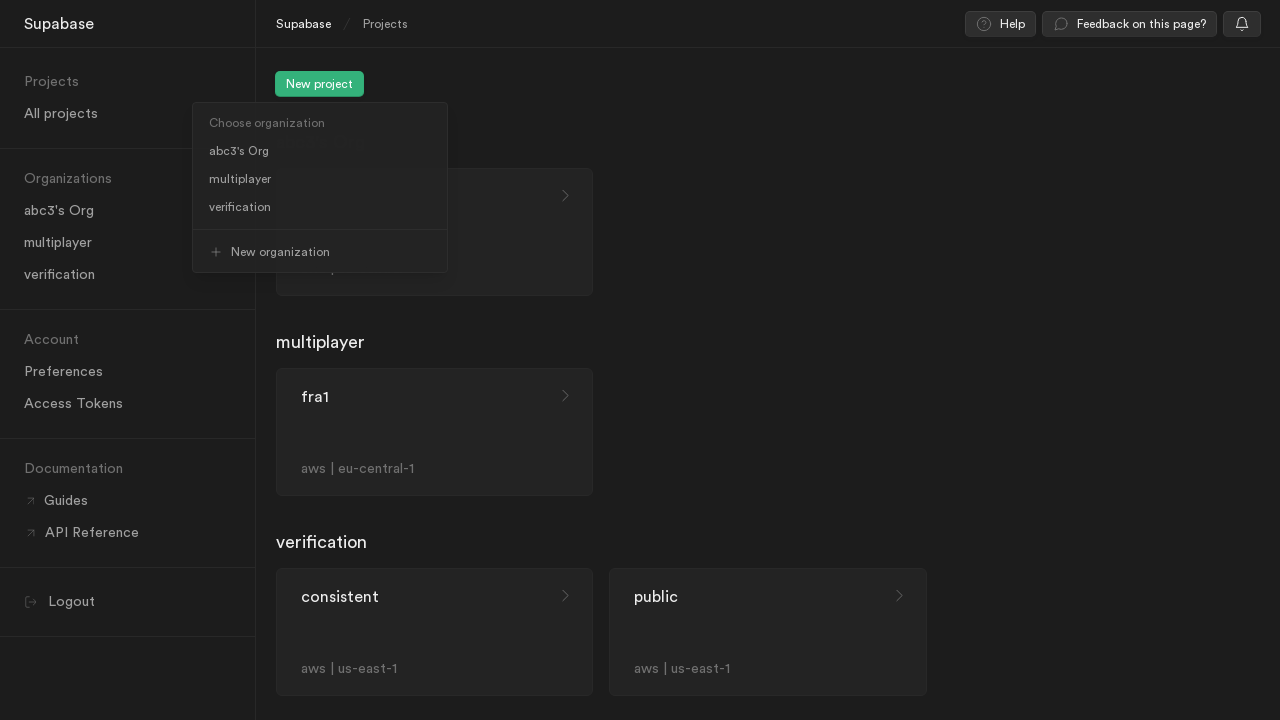 Supabase
Projects
All projects
Organizations
abc3's Org
multiplayer
verification
Account
Preferences
Access Tokens
Documentation
Guides
API Reference
Logout
Supabase / Projects
Help
Feedback on this page?
New project
Choose organization
abc3's Org
multiplayer
verification
New organization
multiplayer
fra1
aws | eu-central-1
verification
consistent
aws | us-east-1
public
aws | us-east-1